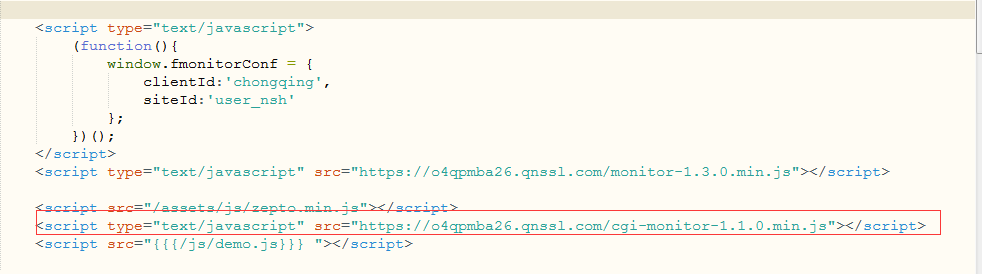 <script type="text/javascript">
(function(){
window.fmonitorConf = {
clientId:'chongqing',
siteId:'user_nsh'
};
})();
</script>
<script type="text/javascript" src="https://o4qpmba26.qnssl.com/monitor-1.3.0.min.js"></script>
<script src="/assets/js/zepto.min.js"></script>
<script type="text/javascript" src="https://o4qpmba26.qnssl.com/cgi-monitor-1.1.0.min.js"></script>
<script src="{{{/js/demo.js}}} "></script>